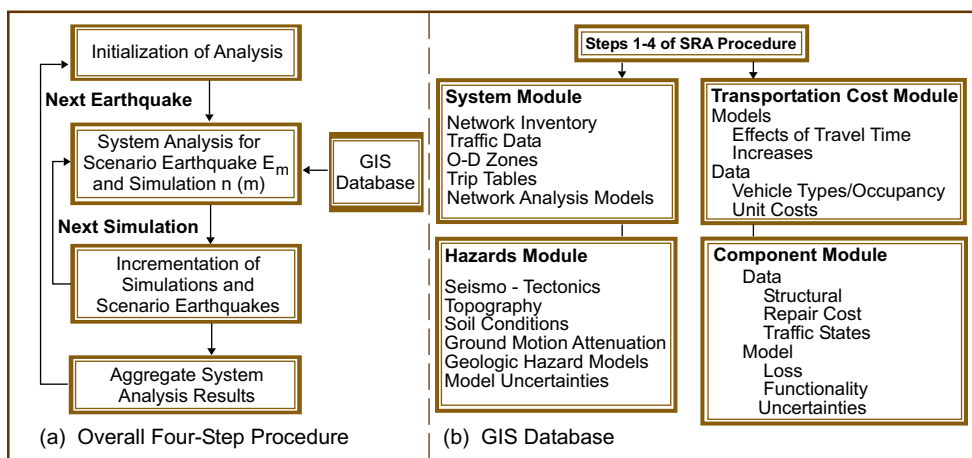 Initialization of Analysis
Next Earthquake
System Analysis for
Scenario Earthquake Em
and Simulation n (m)
GIS
Database
Next Simulation
Incrementation of
Simulations and
Scenario Earthquakes
Aggregate System
Analysis Results
(a) Overall Four-Step Procedure
Steps 1-4 of SRA Procedure
System Module
Network Inventory
Traffic Data
O-D Zones
Trip Tables
Network Analysis Models
Transportation Cost Module
Models
Effects of Travel Time
Increases
Data
Vehicle Types/Occupancy
Unit Costs
Hazards Module
Seismo - Tectonics
Topography
Soil Conditions
Ground Motion Attenuation
Geologic Hazard Models
Model Uncertainties
Component Module
Data
Structural
Repair Cost
Traffic States
Model
Loss
Functionality
Uncertainties
(b) GIS Database